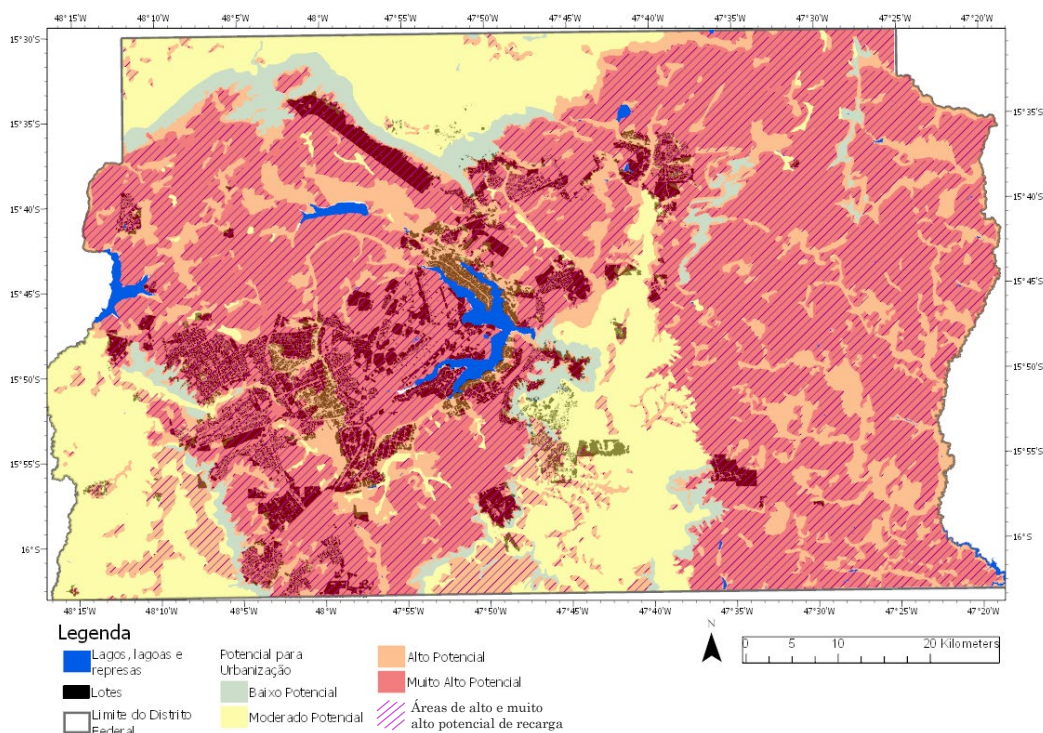 48°15'W 48°10'W 48°5'W 48°W 47°55'W 47°50'W 47°45'W 47°40'W 47°35'W 47°30'W 47°25'W 47°20'W
15°30'S
15°35'S 15°35'S
15°40'S 15°40'S
15°45'S 15°45'S
15°50'S 15°50'S
15°55'S 15°55'S
16°S 16°S
48°15'W 48°10'W 48°5'W 48°W 47°55'W 47°50'W 47°45'W 47°40'W 47°35'W 47°30'W 47°25'W 47°20'W
Legenda
Lagos, lagoas e
represas
Lotes
Limite do Distrito
Federal
Potencial para
Urbanização
Baixo Potencial
Moderado Potencial
Alto Potencial
Muito Alto Potencial
Áreas de alto e muito
alto potencial de recarga
N
0 5 10 20 Kilometers